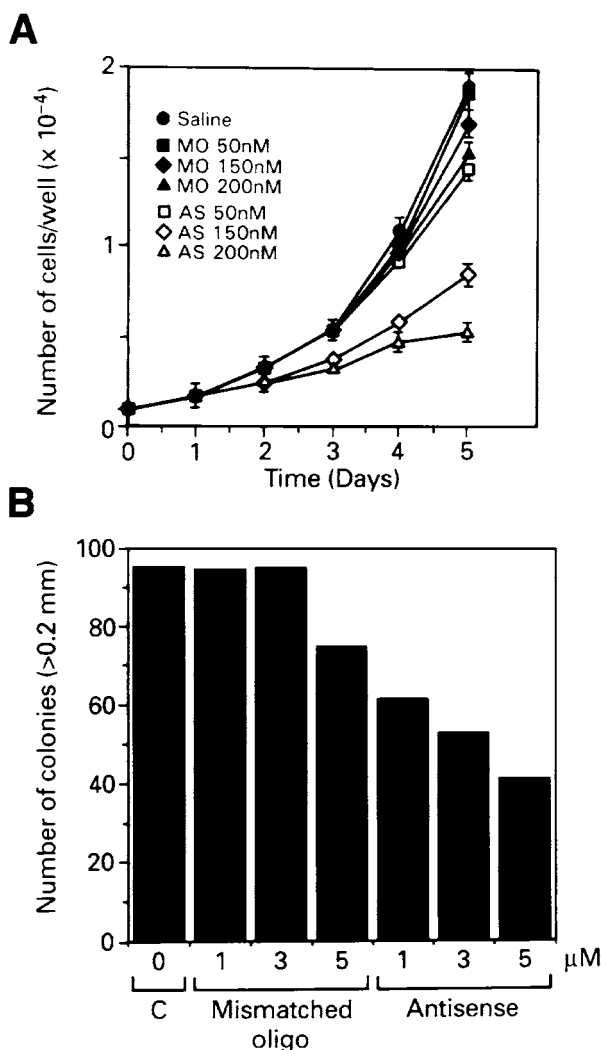 A
Number of cells/well (x 10⁻⁴)
2
1
0
Saline
MO 50nM
MO 150nM
MO 200nM
AS 50nM
AS 150nM
AS 200nM
0 1 2 3 4 5
Time (Days)
B
Number of colonies (>0.2 mm)
100
80
60
40
20
0
0 1 3 5 1 3 5 μM
C Mismatched oligo Antisense